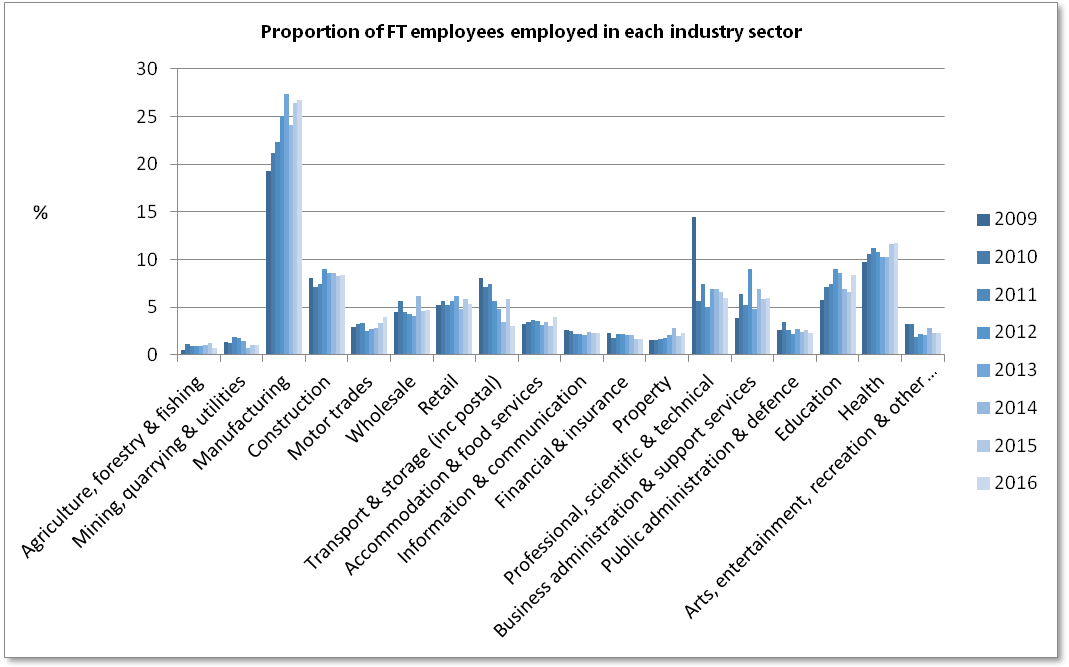 Proportion of FT employees employed in each industry sector
30
25
20
15
10
5
0
%
Agriculture, forestry & fishing
Mining, quarrying & utilities
Manufacturing
Construction
Motor trades
Wholesale
Retail
Transport & storage (inc postal)
Accommodation & food services
Information & communication
Financial & insurance
Property
Professional, scientific & technical
Business administration & support services
Public administration & defence
Education
Health
Arts, entertainment, recreation & other...
2009
2010
2011
2012
2013
2014
2015
2016